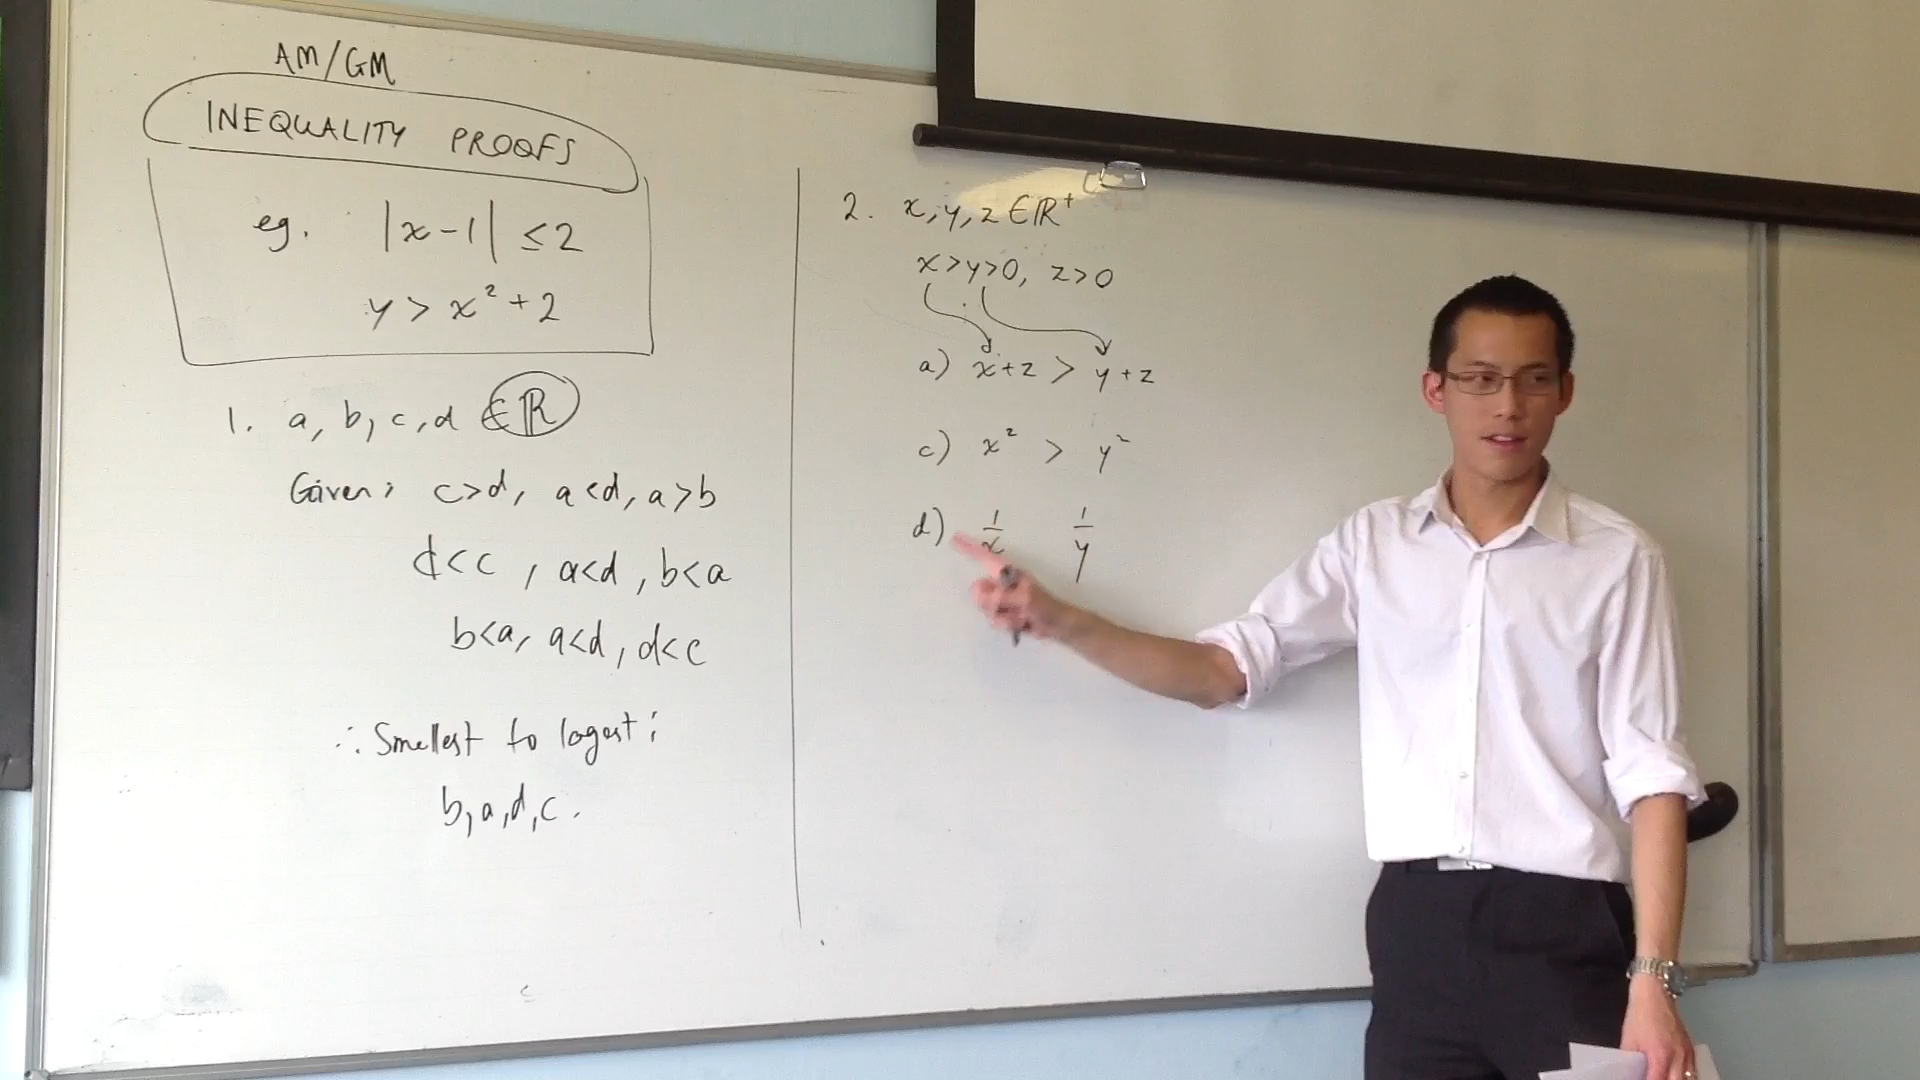 AM/GM
INEQUALITY PROOFS
eg. |x-1| ≤ 2
y > x² + 2
1. a, b, c, d ∈ ℝ
Given: c>d, a<d, a>b
d<c, a<d, b<a
b<a, a<d, d<c
∴ Smallest to largest:
b, a, d, c.
2. x, y, z ∈ ℝ⁺
x>y>0, z>0
a) x+z > y+z
c) x² > y²
d) 1/x 1/y